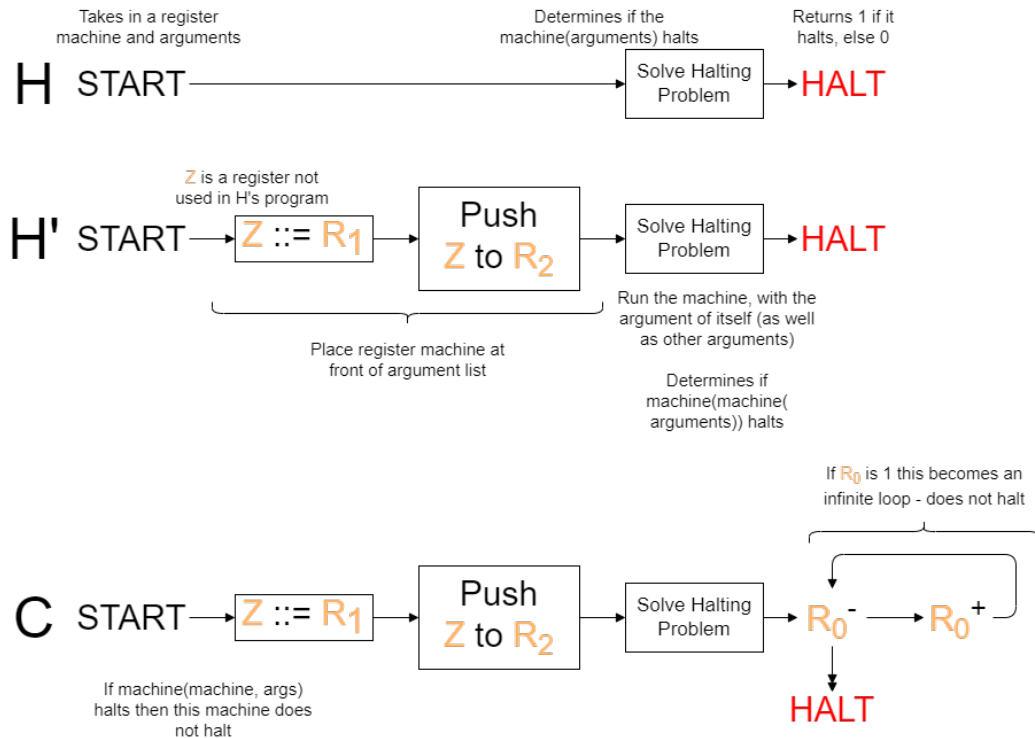 Takes in a register
machine and arguments
Determines if the
machine(arguments) halts
Returns 1 if it
halts, else 0
H START
Solve Halting
Problem
HALT
Z is a register not
used in H's program
H' START
Z ::= R1
Push
Z to R2
Solve Halting
Problem
HALT
Place register machine at
front of argument list
Run the machine, with the
argument of itself (as well
as other arguments)
Determines if
machine(machine(
arguments)) halts
If R0 is 1 this becomes an
infinite loop - does not halt
C START
Z ::= R1
Push
Z to R2
Solve Halting
Problem
R0-
R0+
HALT
If machine(machine, args)
halts then this machine does
not halt